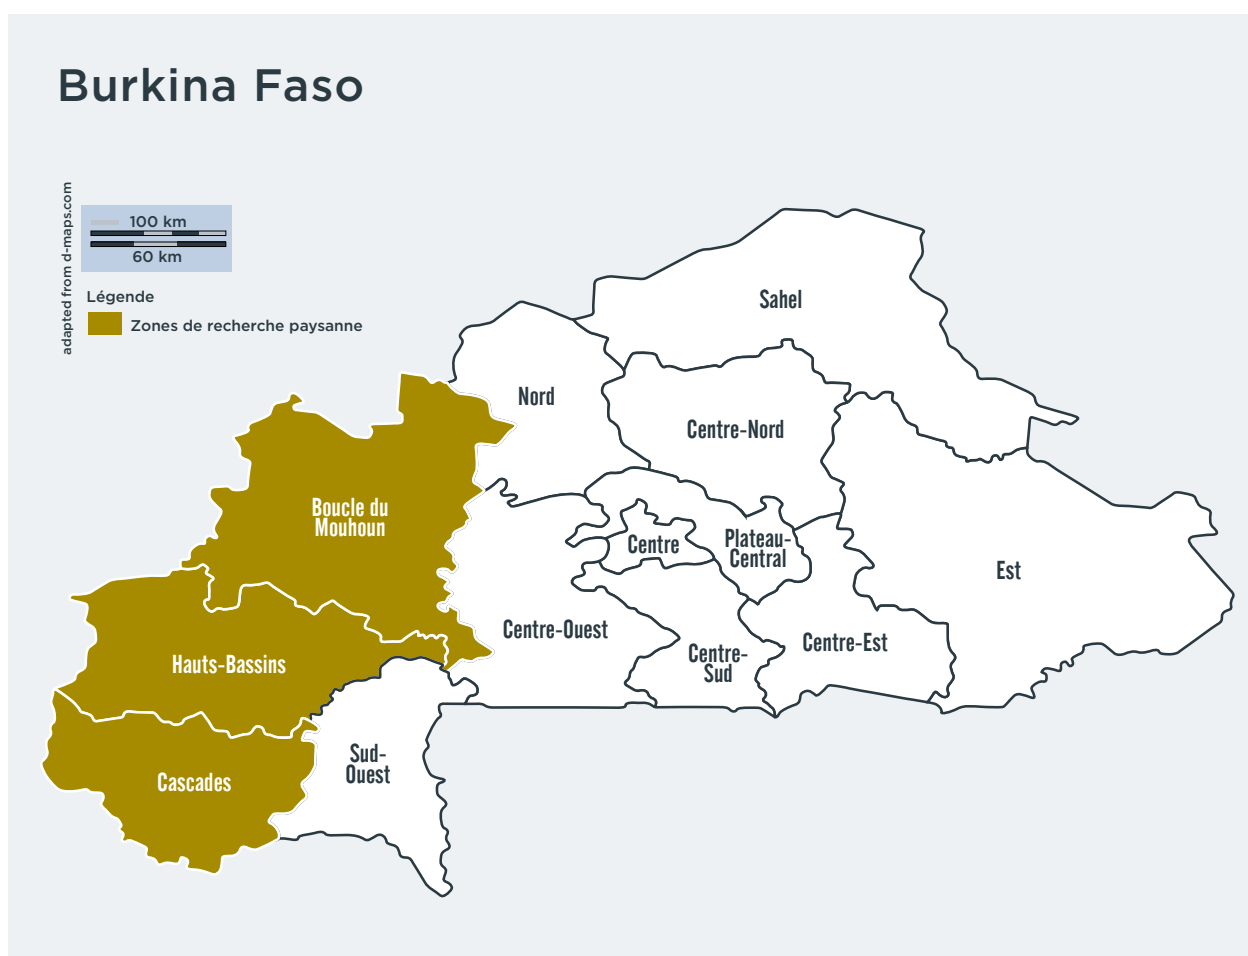 Burkina Faso
adapted from d-maps.com
100 km
60 km
Légende
Zones de recherche paysanne
Sahel
Nord
Centre-Nord
Boucle du
Mouhoun
Centre
Plateau-
Central
Est
Centre-Ouest
Centre-Est
Centre-
Sud
Hauts-Bassins
Sud-
Ouest
Cascades